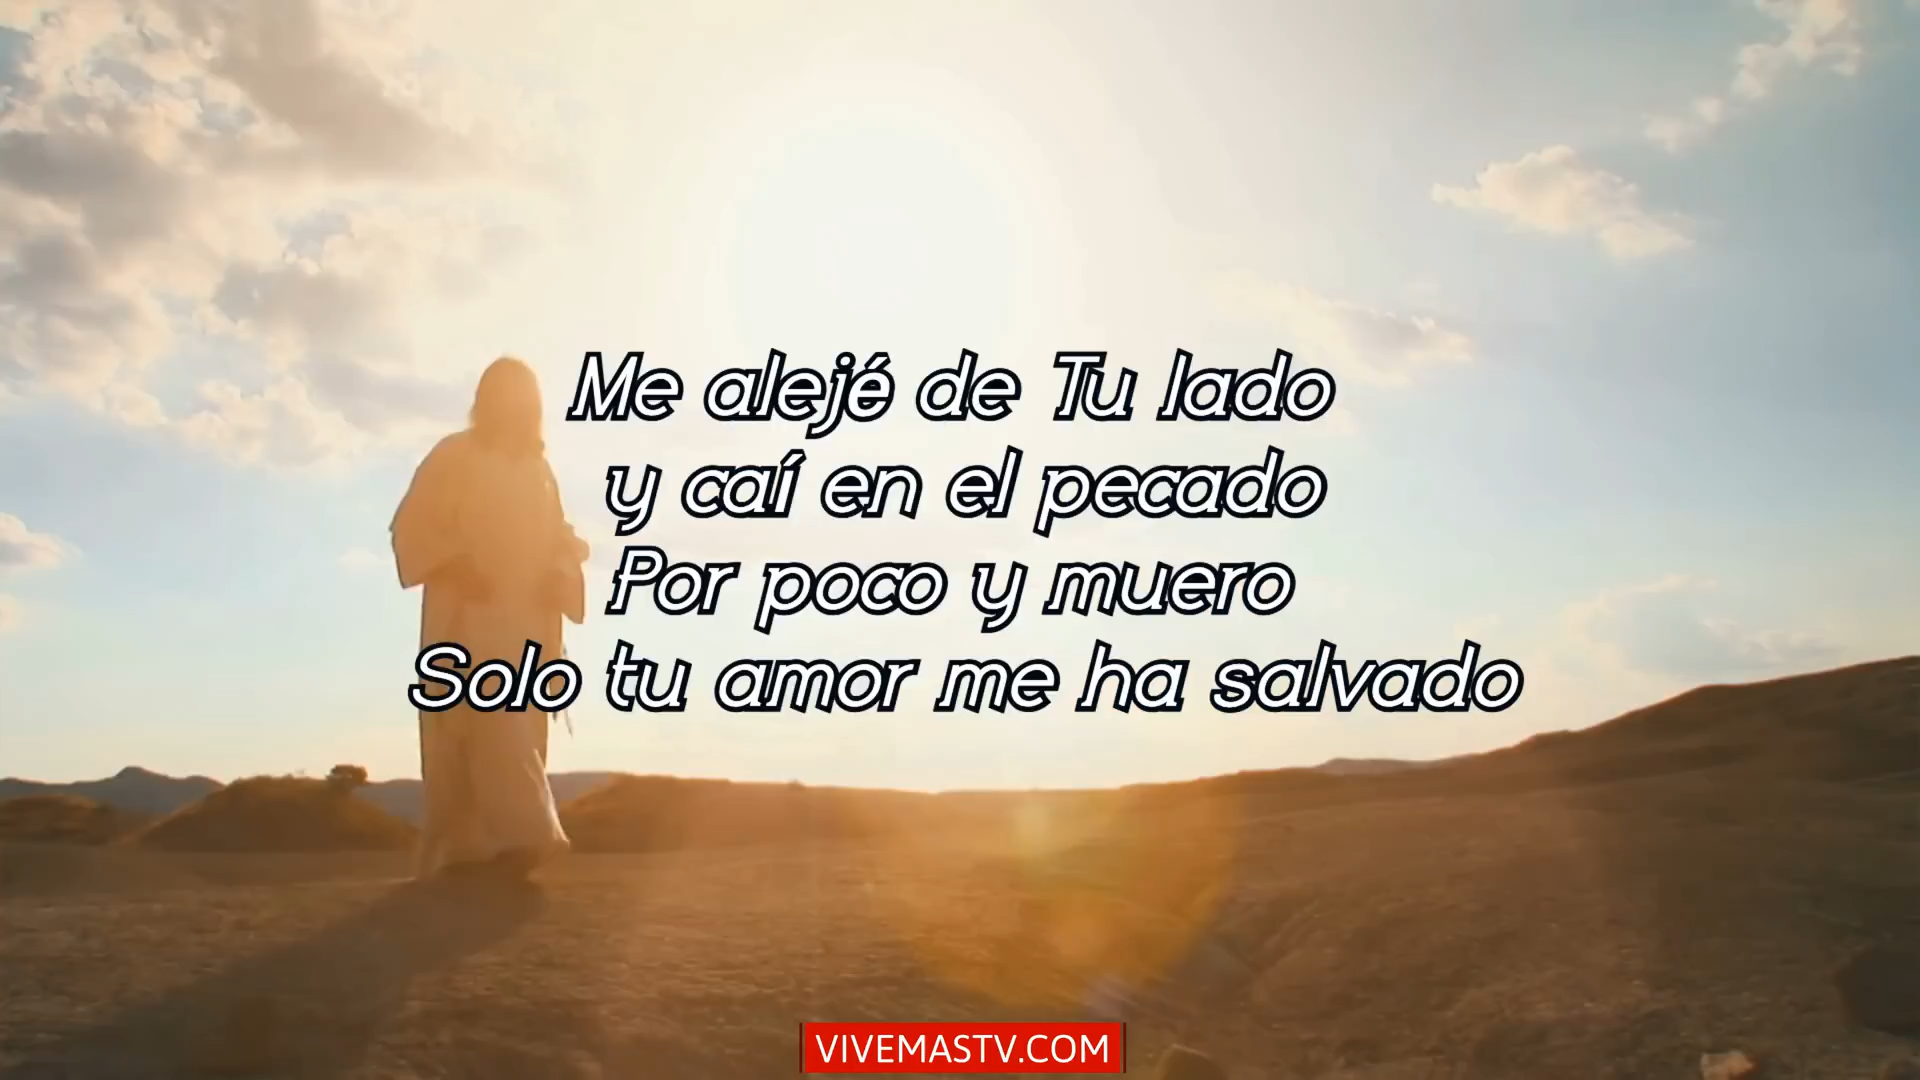 Me alejé de Tu lado
y caí en el pecado
Por poco y muero
Solo tu amor me ha salvado
VIVEMASTV.COM